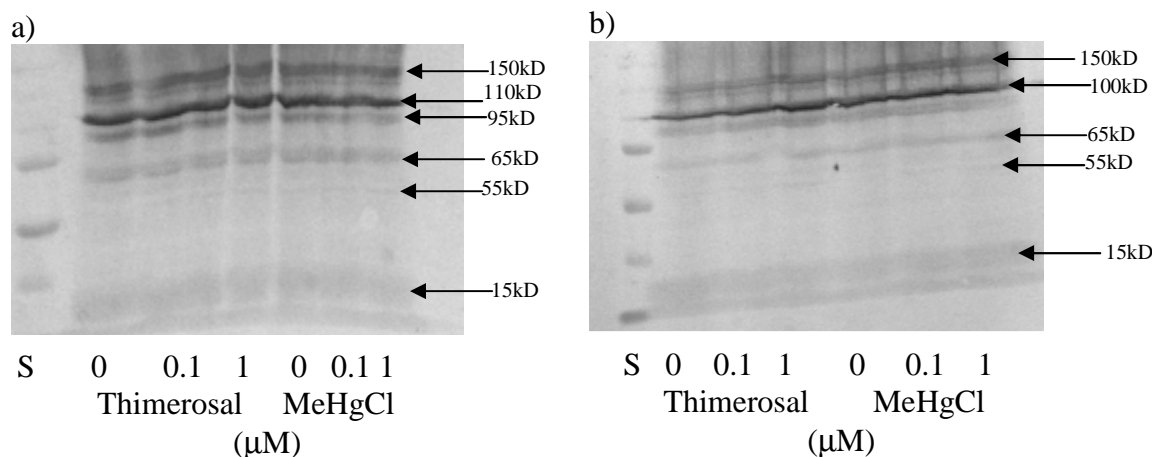 a)
150kD
110kD
95kD
65kD
55kD
15kD
S 0 0.1 1 0 0.1 1
Thimerosal MeHgCl
(μM)
b)
150kD
100kD
65kD
55kD
15kD
S 0 0.1 1 0 0.1 1
Thimerosal MeHgCl
(μM)